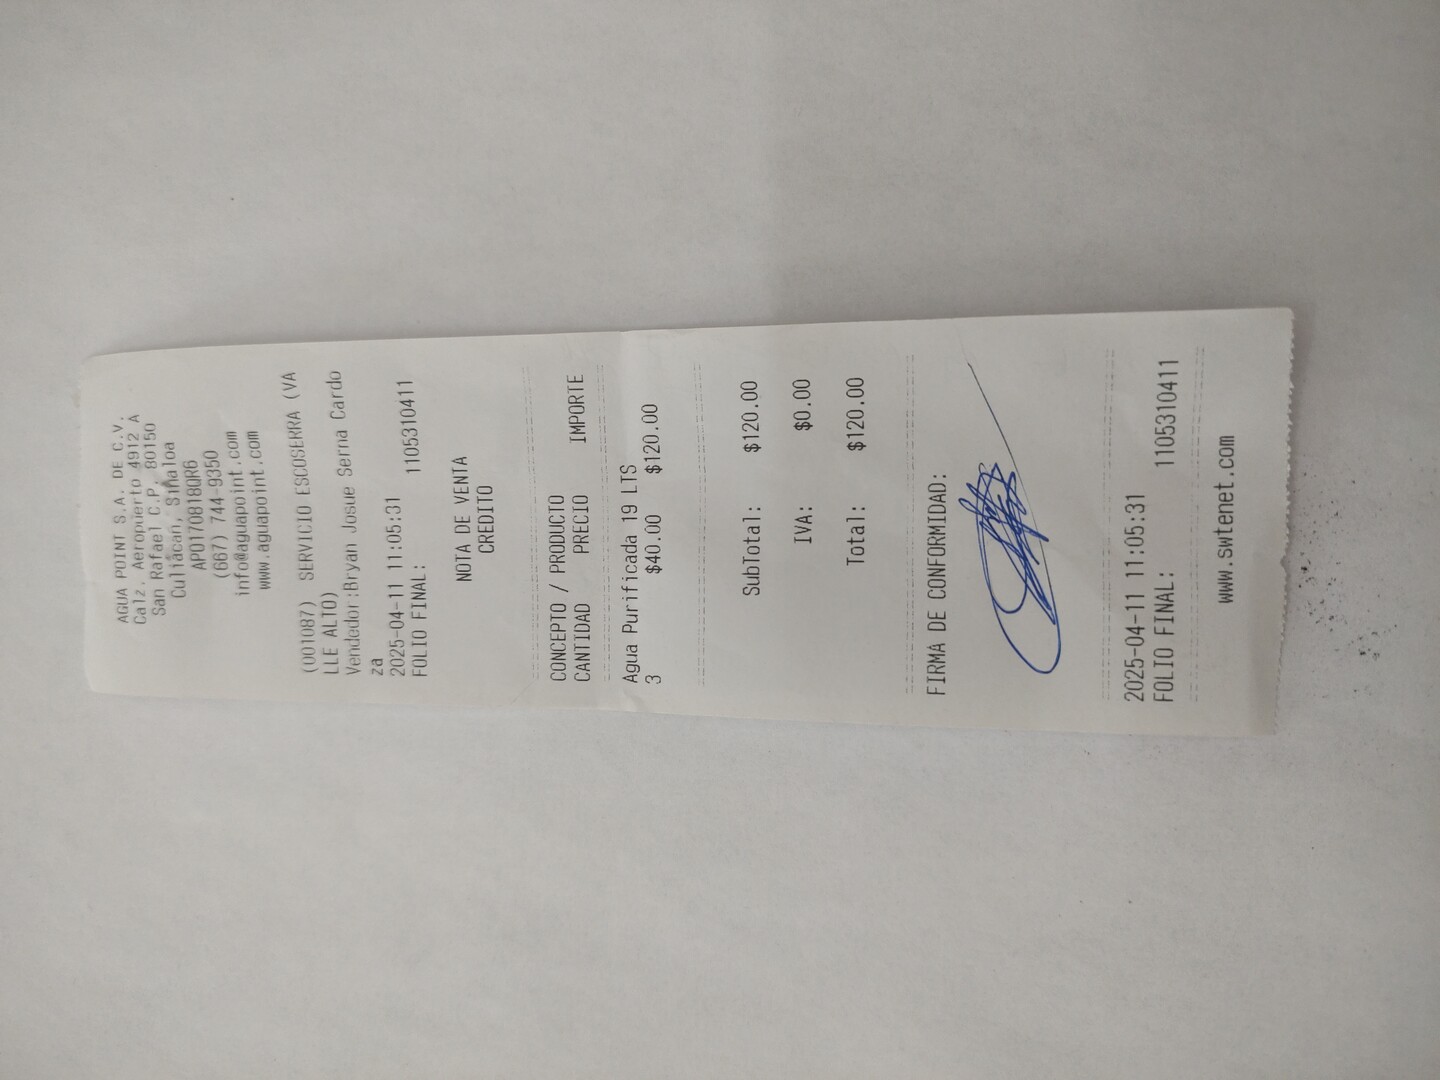 AGUA POINT S.A. DE C.V.
Calz. Aeropuerto 4912 A
San Rafael C.P. 80150
Culiacan, Sinaloa
APO1708180R6
(667) 744-9350
info@aguapoint.com
www.aguapoint.com
(001087) SERVICIO ESCOSERRA (VA
LLE ALTO)
Vendedor:Bryan Josue Serna Cardo
za
2025-04-11 11:05:31
FOLIO FINAL: 1105310411
NOTA DE VENTA
CREDITO
CONCEPTO / PRODUCTO
CANTIDAD PRECIO IMPORTE
Agua Purificada 19 LTS
3 $40.00 $120.00
SubTotal: $120.00
IVA: $0.00
Total: $120.00
FIRMA DE CONFORMIDAD:
2025-04-11 11:05:31
FOLIO FINAL: 1105310411
www.swtenet.com